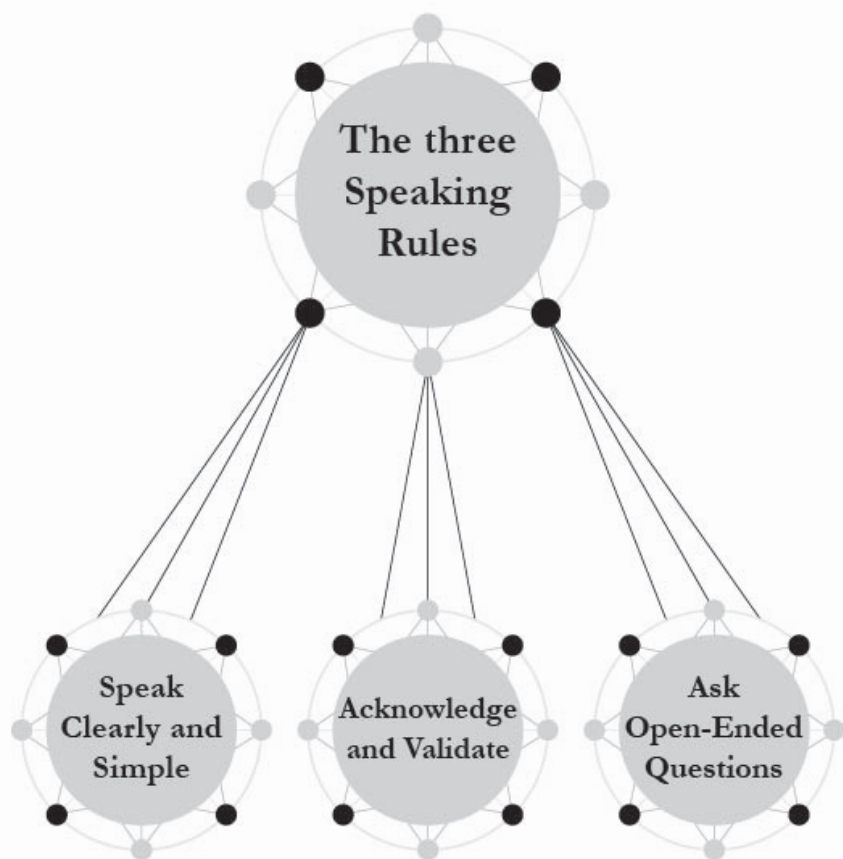 The three
Speaking
Rules
Speak
Clearly and
Simple
Acknowledge
and Validate
Ask
Open-Ended
Questions